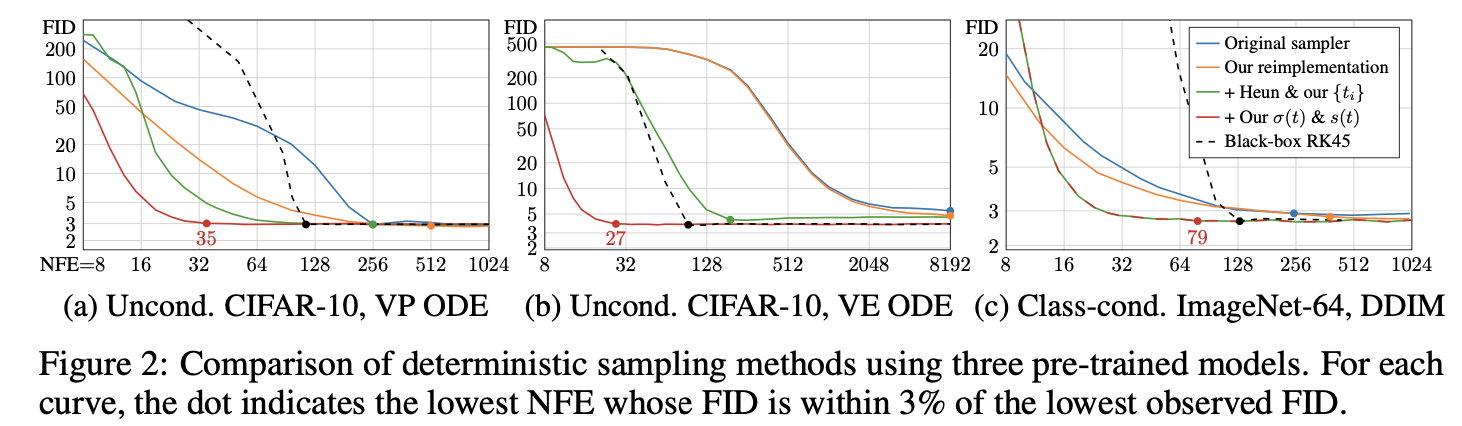 FID
200
100
50
20
10
5
3
2
35
NFE=8 16 32 64 128 256 512 1024
(a) Uncond. CIFAR-10, VP ODE
FID
500
200
100
50
20
10
5
3
2
27
8 32 128 512 2048 8192
(b) Uncond. CIFAR-10, VE ODE
FID
20
10
5
3
2
Original sampler
Our reimplementation
+ Heun & our {tᵢ}
+ Our σ(t) & s(t)
Black-box RK45
79
8 16 32 64 128 256 512 1024
(c) Class-cond. ImageNet-64, DDIM
Figure 2: Comparison of deterministic sampling methods using three pre-trained models. For each
curve, the dot indicates the lowest NFE whose FID is within 3% of the lowest observed FID.